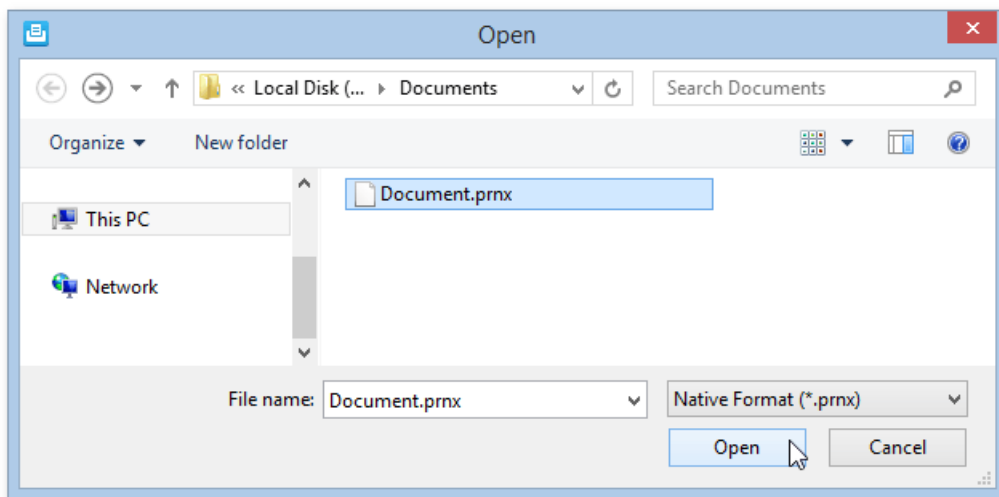 Open
« Local Disk (... ▸ Documents
Search Documents
Organize
New folder
Document.prnx
This PC
Network
File name: Document.prnx
Native Format (*.prnx)
Open
Cancel